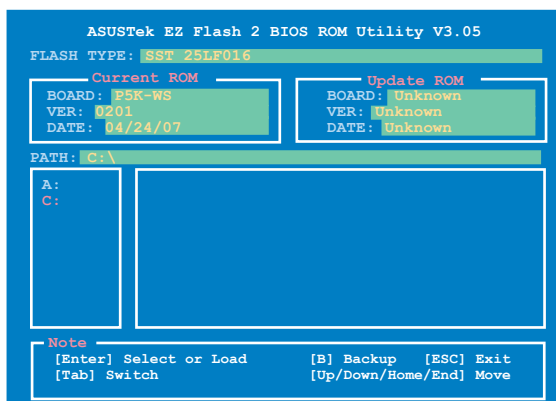 ASUSTek EZ Flash 2 BIOS ROM Utility V3.05
FLASH TYPE: SST 25LF016
Current ROM
BOARD: P5K-WS
VER: 0201
DATE: 04/24/07
Update ROM
BOARD: Unknown
VER: Unknown
DATE: Unknown
PATH: C:\
A:
C:
Note
[Enter] Select or Load [B] Backup [ESC] Exit
[Tab] Switch [Up/Down/Home/End] Move